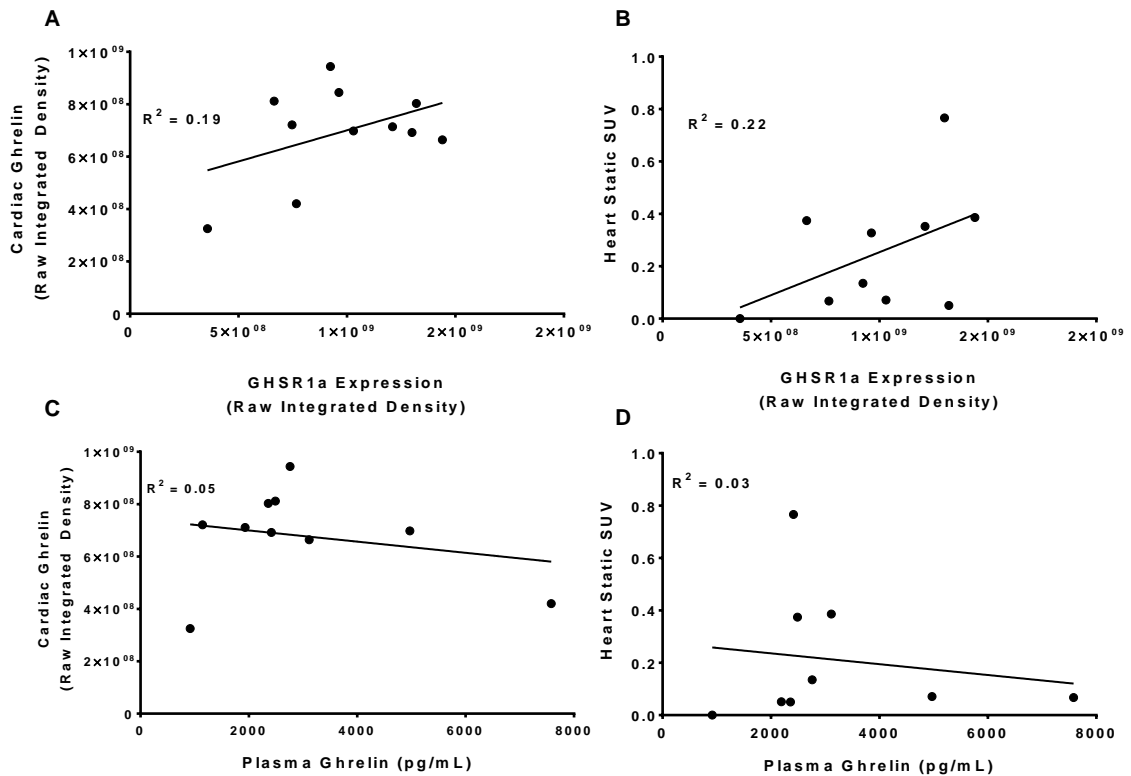 A
1×10⁰⁹
8×10⁰⁸
6×10⁰⁸
4×10⁰⁸
2×10⁰⁸
0
Cardiac Ghrelin
(Raw Integrated Density)
R² = 0.19
0 5×10⁰⁸ 1×10⁰⁹ 2×10⁰⁹ 2×10⁰⁹
GHSR1a Expression
(Raw Integrated Density)
B
1.0
0.8
0.6
0.4
0.2
0.0
Heart Static SUV
R² = 0.22
5×10⁰⁸ 1×10⁰⁹ 2×10⁰⁹ 2×10⁰⁹
GHSR1a Expression
(Raw Integrated Density)
C
1×10⁰⁹
8×10⁰⁸
6×10⁰⁸
4×10⁰⁸
2×10⁰⁸
0
Cardiac Ghrelin
(Raw Integrated Density)
R² = 0.05
0 2000 4000 6000 8000
Plasma Ghrelin (pg/mL)
D
1.0
0.8
0.6
0.4
0.2
0.0
Heart Static SUV
R² = 0.03
2000 4000 6000 8000
Plasma Ghrelin (pg/mL)